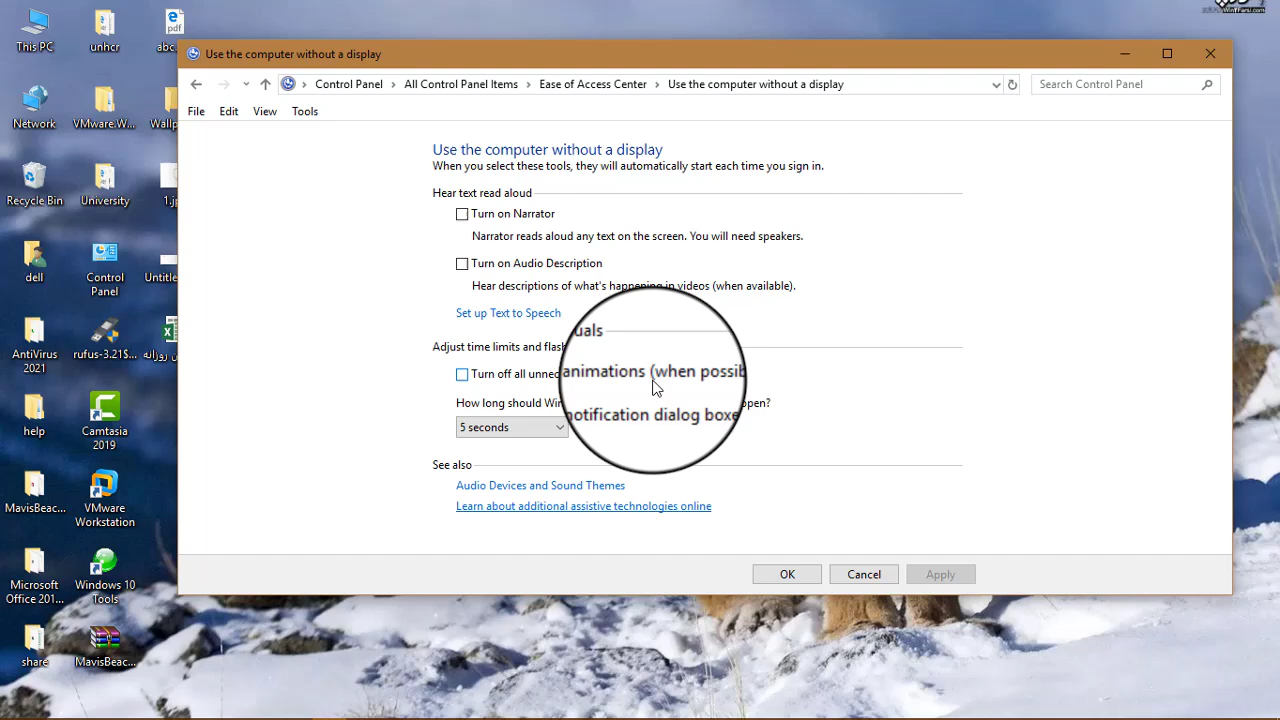 This PC
unhcr
abc.
Network
VMware.W...
Wallp
Recycle Bin
University
1.jp
dell
Control
Panel
Untitle
AntiVirus
2021
rufus-3.21$...
ن روزانه
help
Camtasia
2019
MavisBeac...
VMware
Workstation
Microsoft
Office 201...
Windows 10
Tools
share
MavisBeac...
Use the computer without a display
Control Panel
All Control Panel Items
Ease of Access Center
Use the computer without a display
Search Control Panel
File
Edit
View
Tools
Use the computer without a display
When you select these tools, they will automatically start each time you sign in.
Hear text read aloud
Turn on Narrator
Narrator reads aloud any text on the screen. You will need speakers.
Turn on Audio Description
Hear descriptions of what's happening in videos (when available).
Set up Text to Speech
uals
Adjust time limits and flash
Turn off all unnec
animations (when possib
How long should Win
notification dialog boxe
open?
5 seconds
See also
Audio Devices and Sound Themes
Learn about additional assistive technologies online
OK
Cancel
Apply